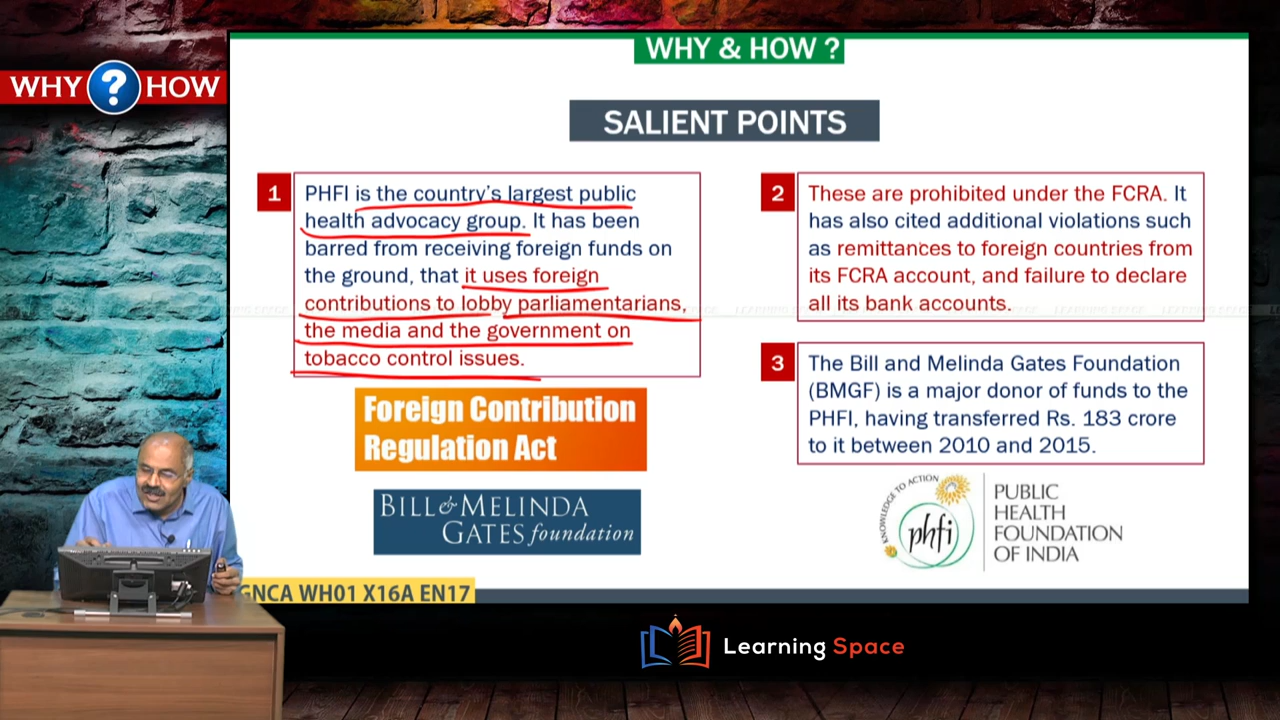 WHY ? HOW
WHY & HOW ?
SALIENT POINTS
1
PHFI is the country's largest public
health advocacy group. It has been
barred from receiving foreign funds on
the ground, that it uses foreign
contributions to lobby parliamentarians,
the media and the government on
tobacco control issues.
2
These are prohibited under the FCRA. It
has also cited additional violations such
as remittances to foreign countries from
its FCRA account, and failure to declare
all its bank accounts.
3
The Bill and Melinda Gates Foundation
(BMGF) is a major donor of funds to the
PHFI, having transferred Rs. 183 crore
to it between 2010 and 2015.
Foreign Contribution
Regulation Act
BILL & MELINDA
GATES foundation
KNOWLEDGE TO ACTION
phfi
PUBLIC
HEALTH
FOUNDATION
OF INDIA
GNCA WH01 X16A EN17
Learning Space